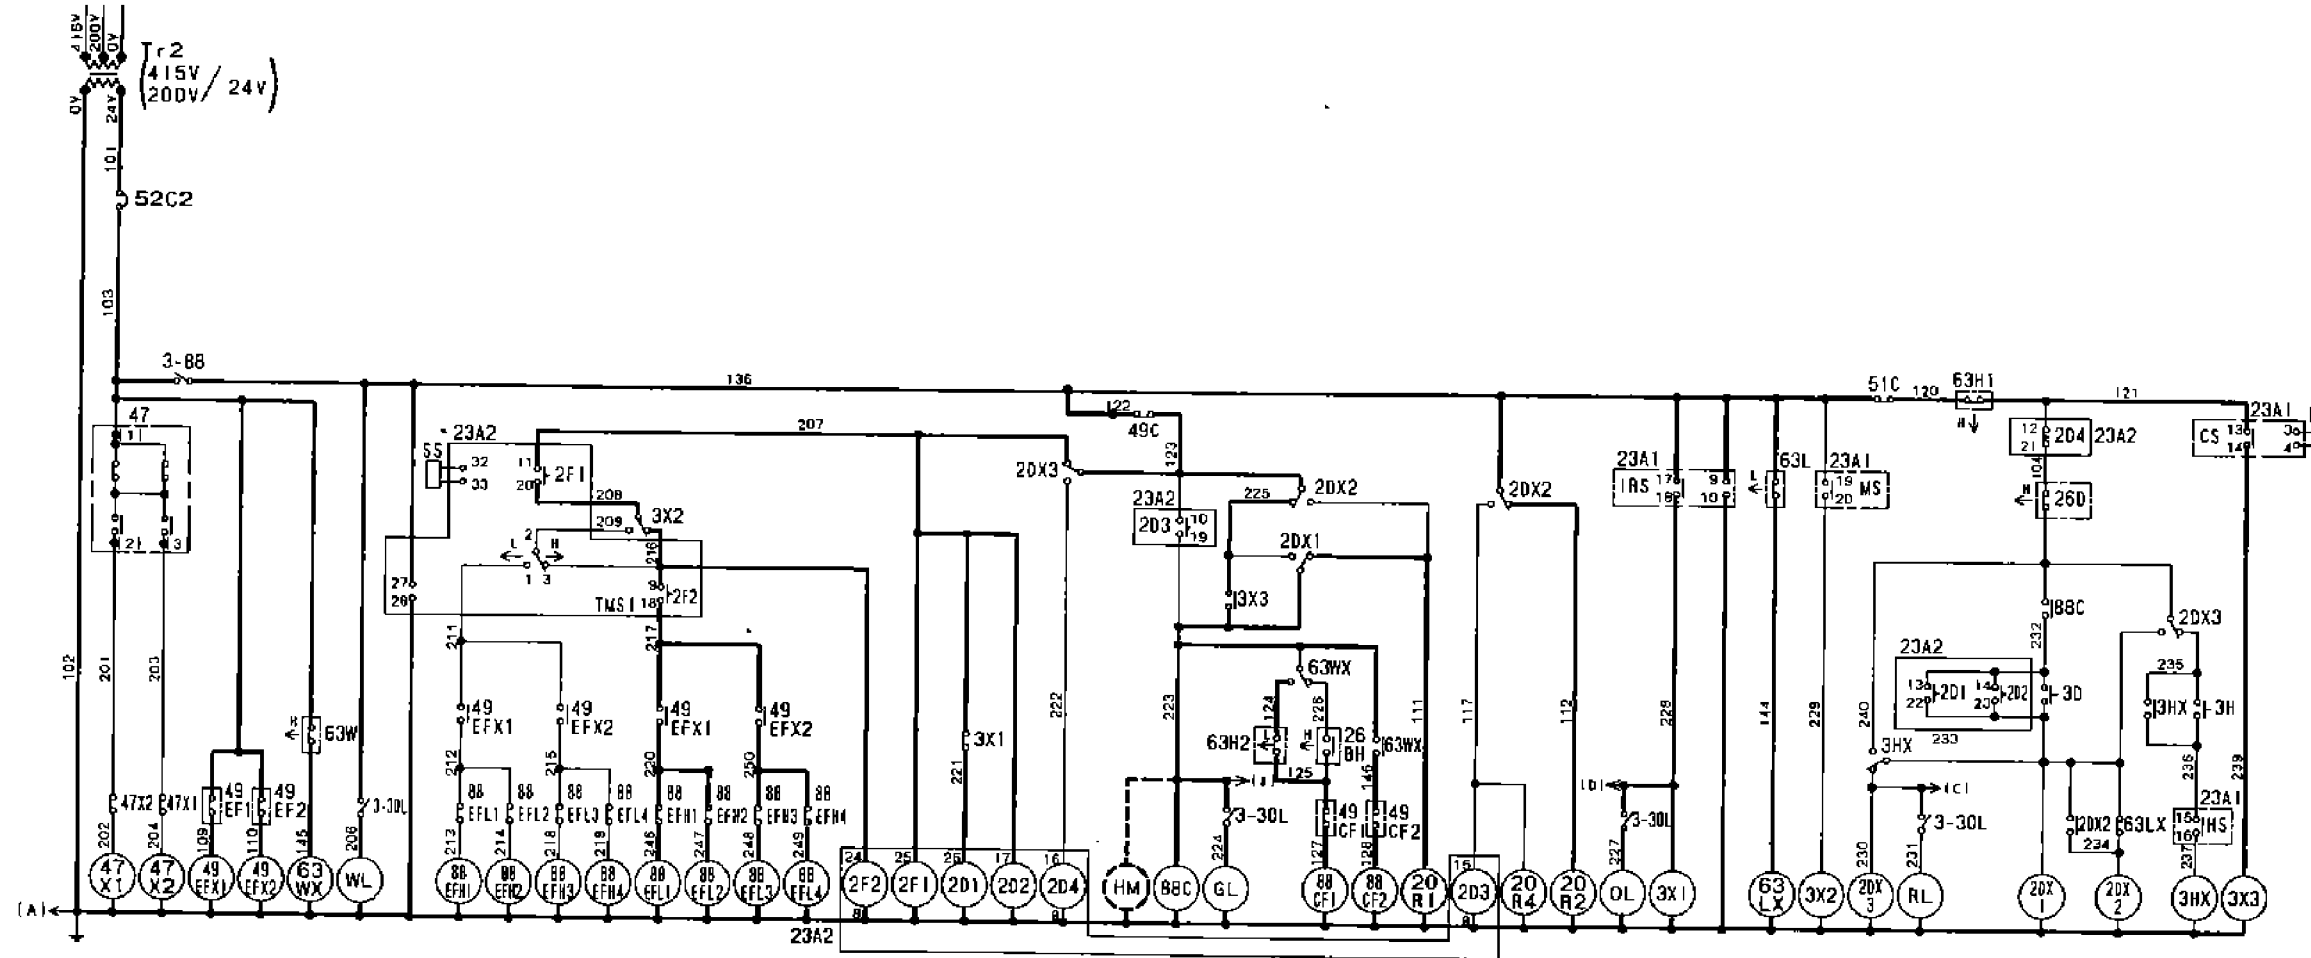 415V
200V
0V
Tr2
(415V
200V/ 24V)
0V
24V
101
52C2
103
3-88
136
51C
120
63H1
H
121
23A1
CS 13
14
3
4
47
1
2
3
SS
23A2
32
33
11
20
2F1
207
208
209
3X2
2
L
H
1
3
216
9
18
2F2
TMS1
27
26
122
49C
123
20X3
23A2
2D3
10
19
225
20X2
20X1
3X3
20X2
23A1
IRS
17
18
9
10
63L
L
23A1
19
20
MS
12
21
2D4
23A2
104
H
26D
88C
232
20X3
23A2
13
22
2D1
14
23
2D2
3D
233
235
3HX
3H
102
201
203
63W
H
211
217
49
EFX1
49
EFX2
49
EFX1
49
EFX2
212
215
220
250
222
3X1
221
223
63WX
124
226
63H2
L
H
26
BH
63WX
125
146
(J)
111
117
112
228
144
229
240
3HX
(D)
(C)
236
239
47X2
47X1
49
EF1
49
EF2
3-30L
88
EFL1
88
EFL2
88
EFL3
88
EFL4
88
EFH1
88
EFH2
88
EFH3
88
EFH4
3-30L
49
CF1
49
CF2
3-30L
3-30L
20X2
63LX
234
23A1
15
16
HS
202
204
109
110
145
206
213
214
218
219
246
247
248
249
224
127
128
227
230
231
237
24
25
26
17
16
15
47
X1
47
X2
49
EFX1
49
EFX2
63
WX
WL
88
EFH1
88
EFH2
88
EFH3
88
EFH4
88
EFL1
88
EFL2
88
EFL3
88
EFL4
2F2
2F1
2D1
2D2
2D4
HM
88C
GL
88
CF1
88
CF2
20
R1
2D3
20
R4
20
R2
OL
3X1
63
LX
3X2
20X
3
RL
20X
1
20X
2
3HX
3X3
(A)
8
8
8
23A2